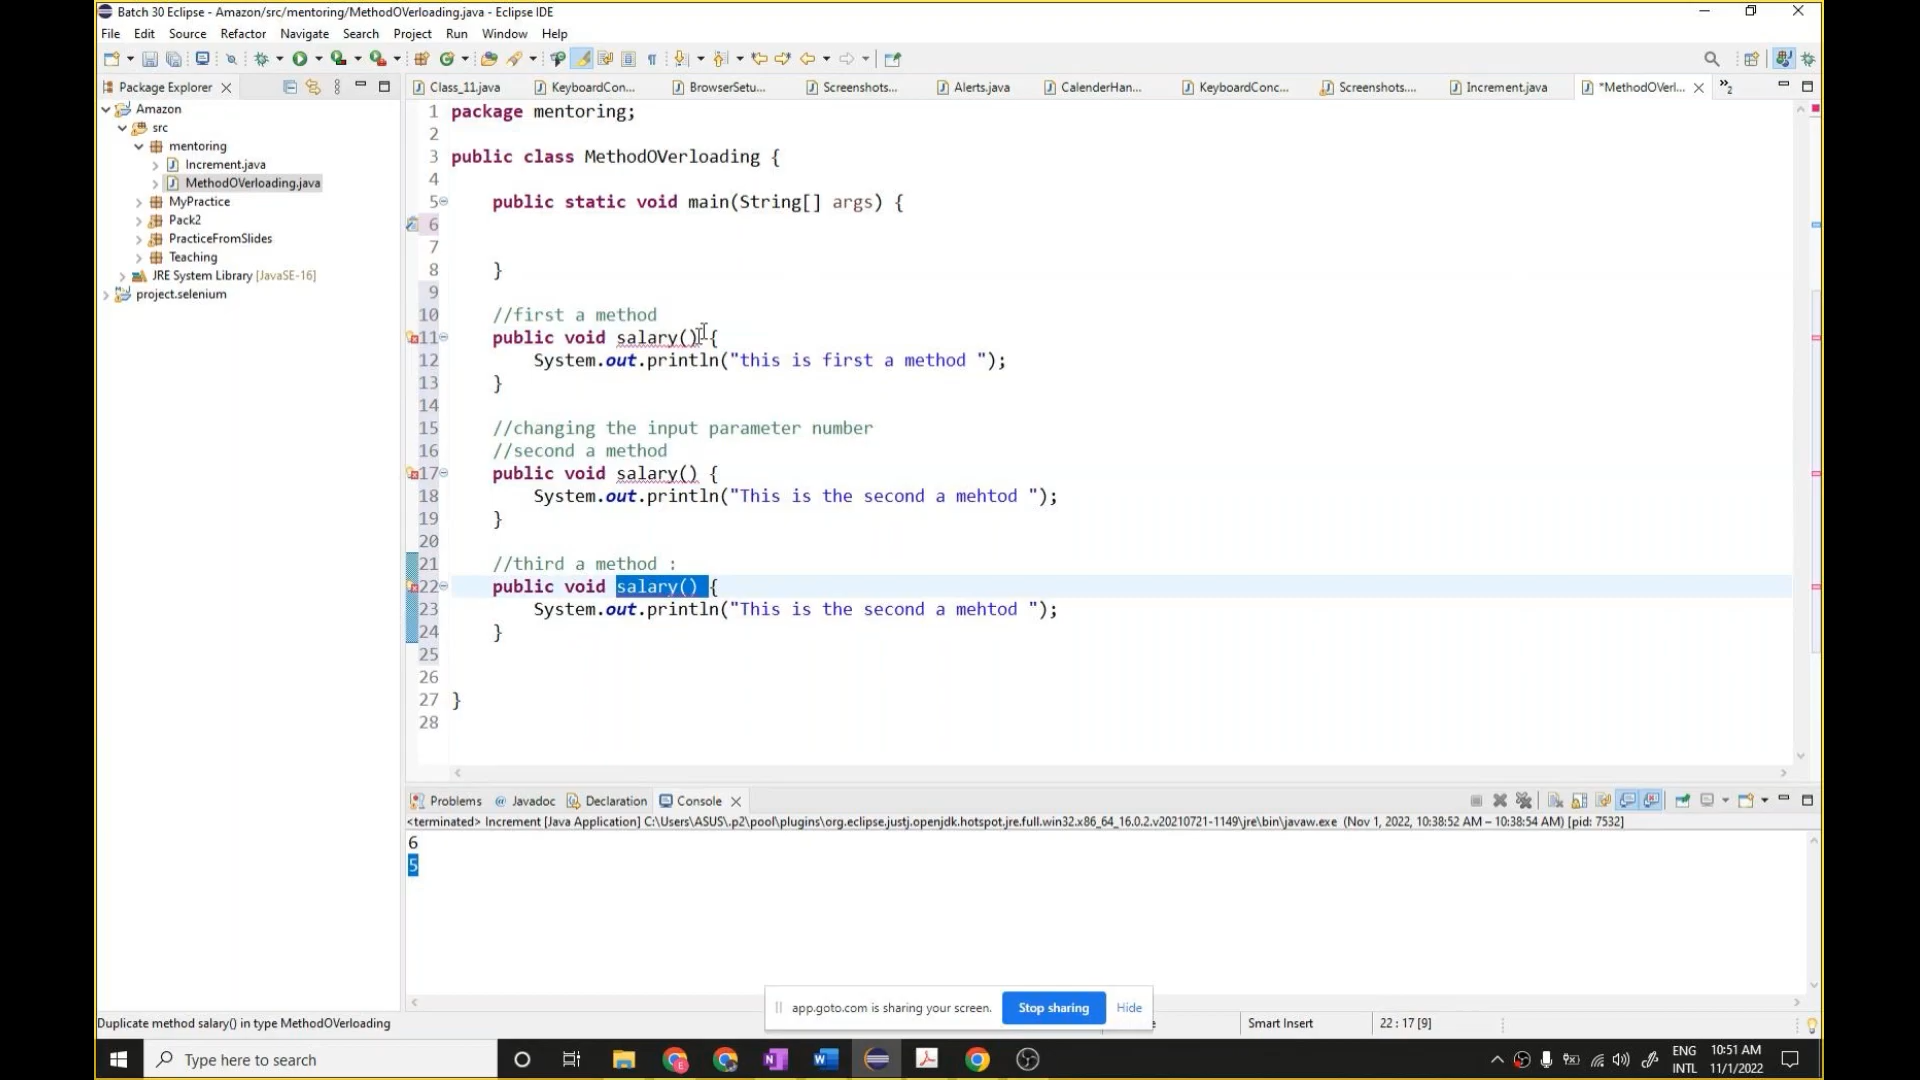 Batch 30 Eclipse - Amazon/src/mentoring/MethodOVerloading.java - Eclipse IDE
File Edit Source Refactor Navigate Search Project Run Window Help
Package Explorer
Class_11.java KeyboardCon... BrowserSetu... Screenshots... Alerts.java CalenderHan... KeyboardConc... Screenshots.... Increment.java *MethodOVerl... »2
Amazon
src
mentoring
Increment.java
MethodOVerloading.java
MyPractice
Pack2
PracticeFromSlides
Teaching
JRE System Library [JavaSE-16]
project.selenium
1 package mentoring;
2
3 public class MethodOVerloading {
4
5 public static void main(String[] args) {
6
7
8 }
9
10 //first a method
11 public void salary() {
12 System.out.println("this is first a method ");
13 }
14
15 //changing the input parameter number
16 //second a method
17 public void salary() {
18 System.out.println("This is the second a mehtod ");
19 }
20
21 //third a method :
22 public void salary() {
23 System.out.println("This is the second a mehtod ");
24 }
25
26
27 }
28
Problems Javadoc Declaration Console
<terminated> Increment [Java Application] C:\Users\ASUS\.p2\pool\plugins\org.eclipse.justj.openjdk.hotspot.jre.full.win32.x86_64_16.0.2.v20210721-1149\jre\bin\javaw.exe (Nov 1, 2022, 10:38:52 AM – 10:38:54 AM) [pid: 7532]
6
5
app.goto.com is sharing your screen. Stop sharing Hide
Duplicate method salary() in type MethodOVerloading Smart Insert 22 : 17 [9]
Type here to search
ENG 10:51 AM
INTL 11/1/2022